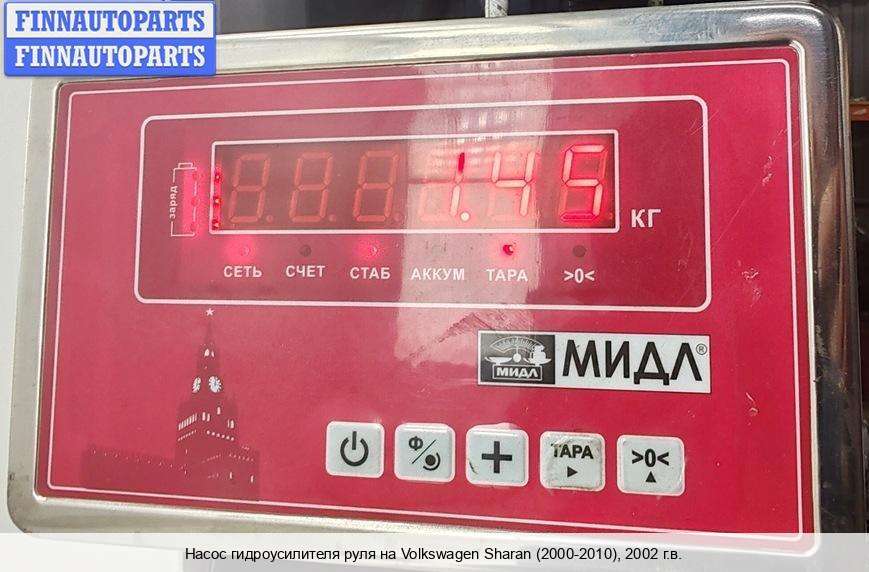 FINNAUTOPARTS
FINNAUTOPARTS
заряд
1.45
КГ
СЕТЬ СЧЕТ СТАБ АККУМ ТАРА >0<
МИДЛ МИДЛ®
Ф ТАРА >0<
Насос гидроусилителя руля на Volkswagen Sharan (2000-2010), 2002 г.в.